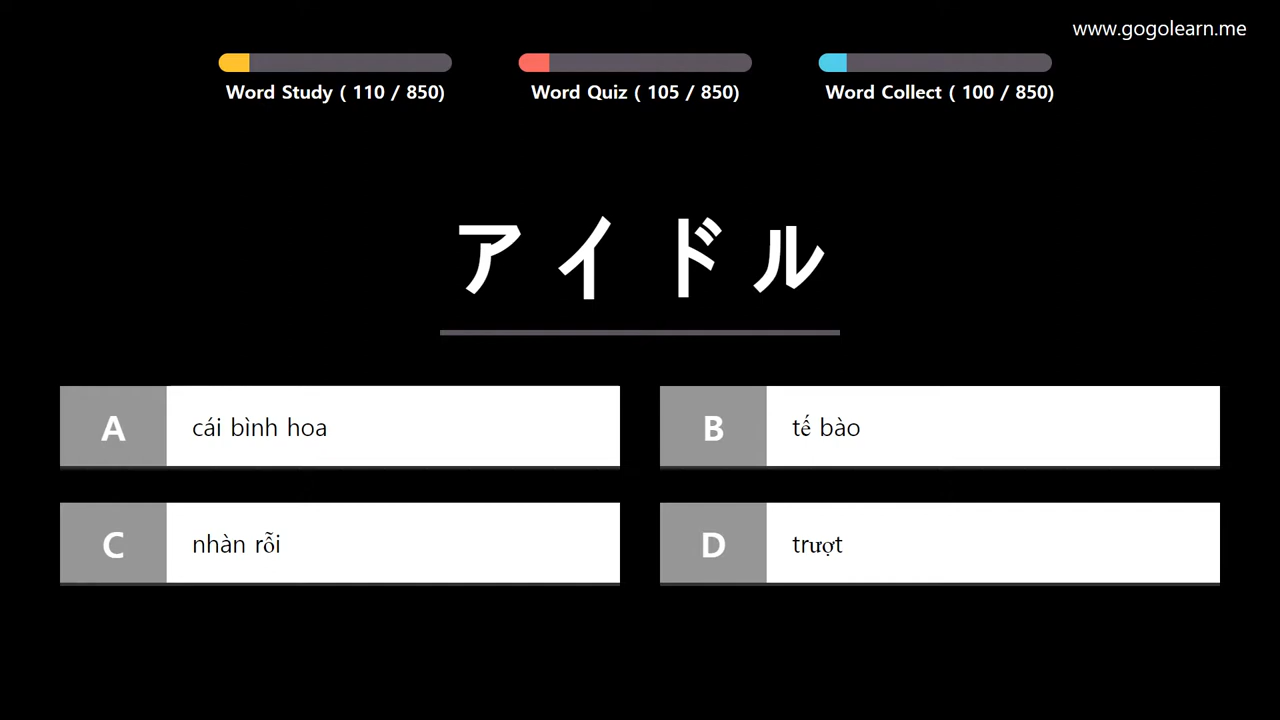 www.gogolearn.me
Word Study ( 110 / 850)
Word Quiz ( 105 / 850)
Word Collect ( 100 / 850)
アイドル
A cái bình hoa
B tế bào
C nhàn rỗi
D trượt